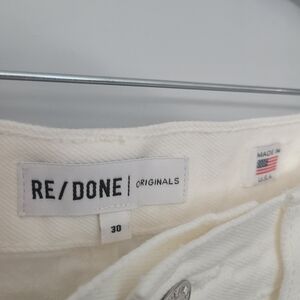 RE/DONE | ORIGINALS
30
MADE IN
U.S.A.